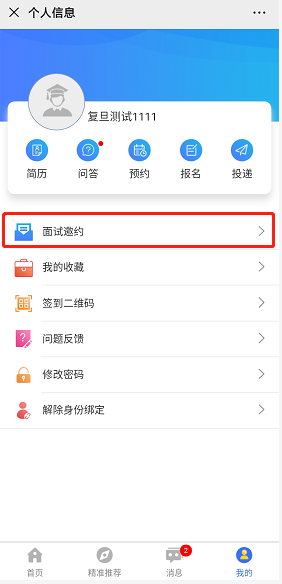 个人信息
复旦测试1111
简历 问答 预约 报名 投递
面试邀约
我的收藏
签到二维码
问题反馈
修改密码
解除身份绑定
2
首页 精准推荐 消息 我的